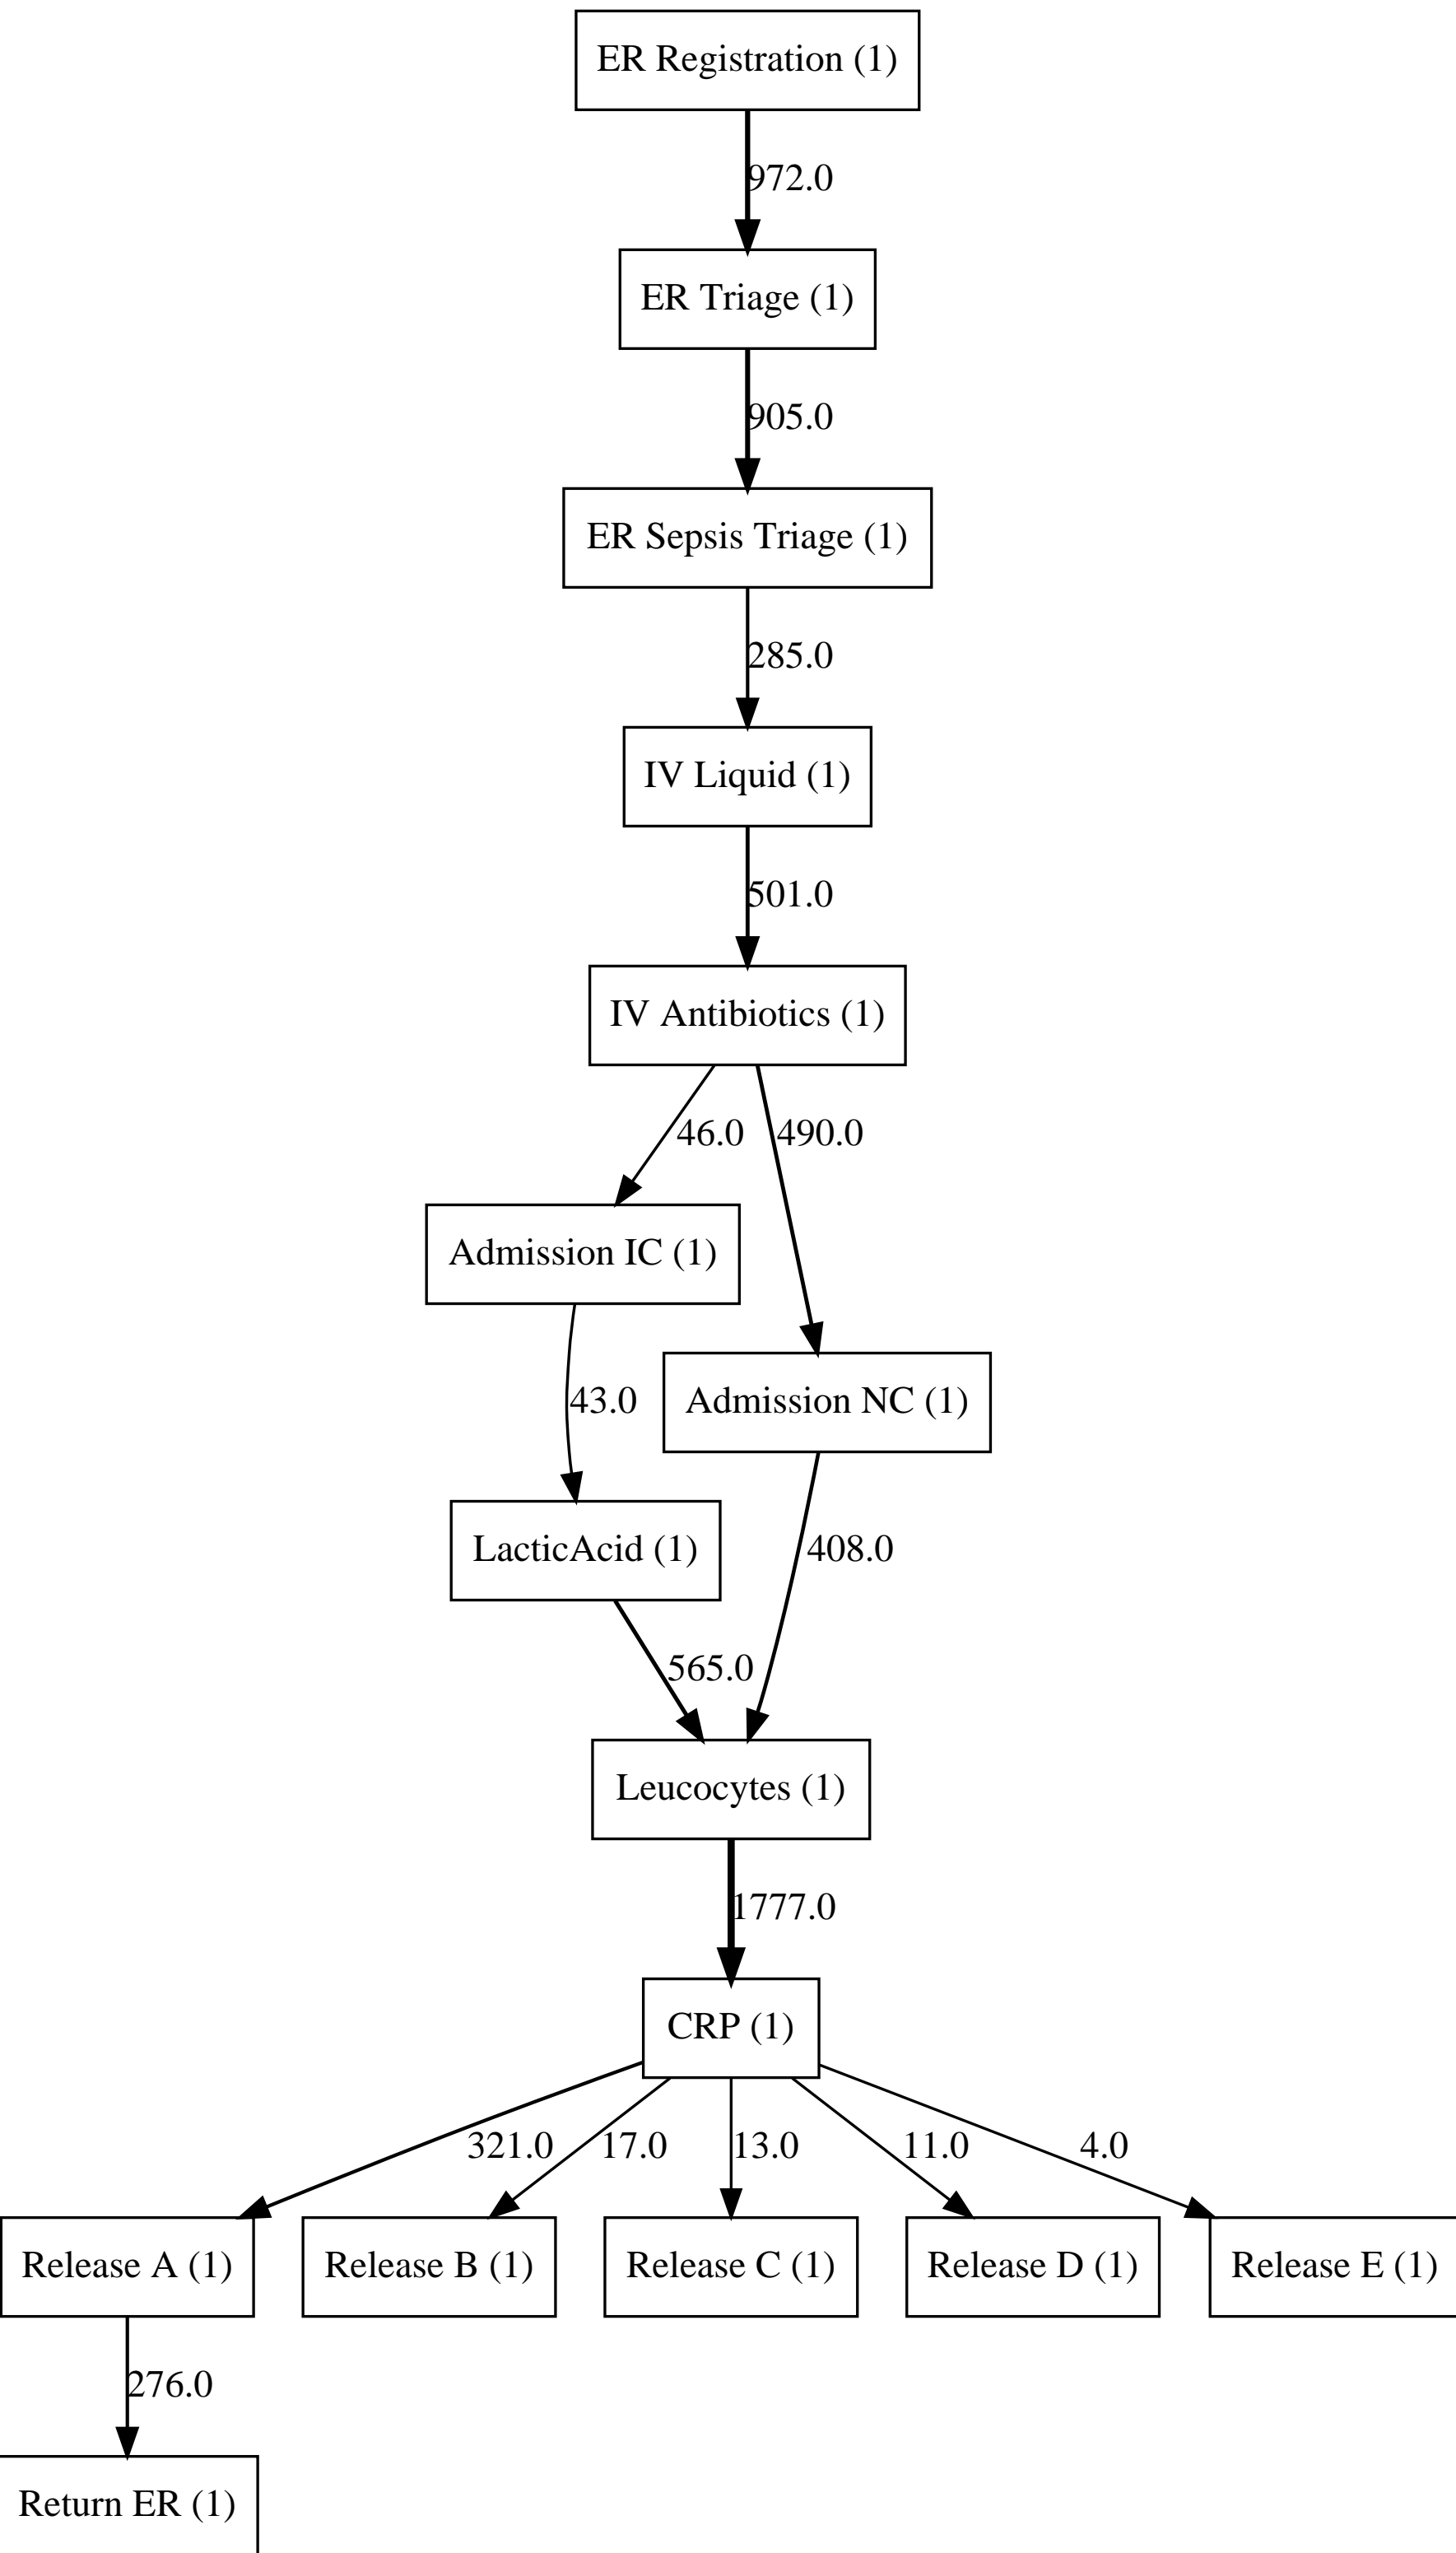 ER Registration (1)
972.0
ER Triage (1)
905.0
ER Sepsis Triage (1)
285.0
IV Liquid (1)
501.0
IV Antibiotics (1)
46.0
490.0
Admission IC (1)
43.0
Admission NC (1)
LacticAcid (1)
408.0
565.0
Leucocytes (1)
1777.0
CRP (1)
321.0
17.0
13.0
11.0
4.0
Release A (1)
Release B (1)
Release C (1)
Release D (1)
Release E (1)
276.0
Return ER (1)